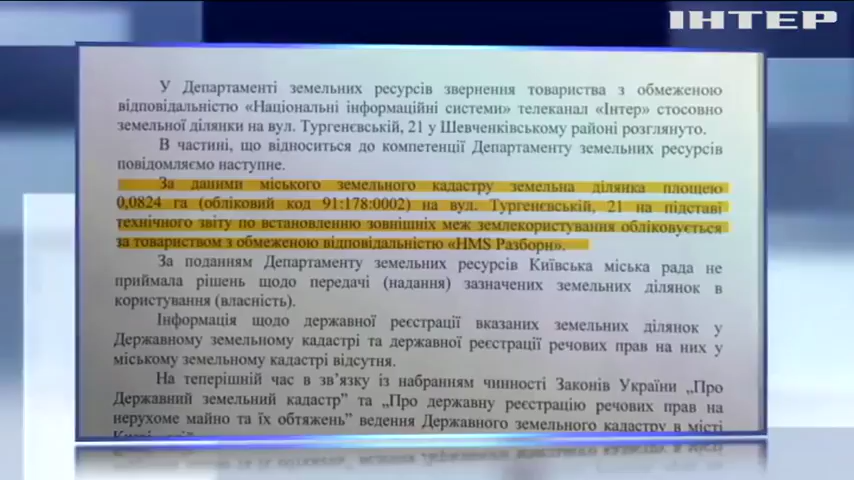 ІНТЕР
У Департаменті земельних ресурсів звернення товариства з обмеженою
відповідальністю «Національні інформаційні системи» телеканал «Інтер» стосовно
земельної ділянки на вул. Тургенєвській, 21 у Шевченківському районі розглянуто.
В частині, що відноситься до компетенції Департаменту земельних ресурсів
повідомляємо наступне.
За даними міського земельного кадастру земельна ділянка площею
0,0824 га (обліковий код 91:178:0002) на вул. Тургенєвській, 21 на підставі
технічного звіту по встановленню зовнішніх меж землекористування обліковується
за товариством з обмеженою відповідальністю «HMS Разборн».
За поданням Департаменту земельних ресурсів Київська міська рада не
приймала рішень щодо передачі (надання) зазначених земельних ділянок в
користування (власність).
Інформація щодо державної реєстрації вказаних земельних ділянок у
Державному земельному кадастрі та державної реєстрації речових прав на них у
міському земельному кадастрі відсутня.
На теперішній час в зв’язку із набранням чинності Законів України „Про
Державний земельний кадастр” та „Про державну реєстрацію речових прав на
нерухоме майно та їх обтяжень” ведення Державного земельного кадастру в місті